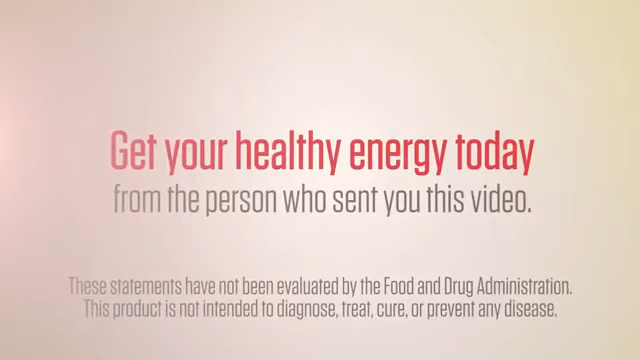 Get your healthy energy today
from the person who sent you this video.
These statements have not been evaluated by the Food and Drug Administration.
This product is not intended to diagnose, treat, cure, or prevent any disease.